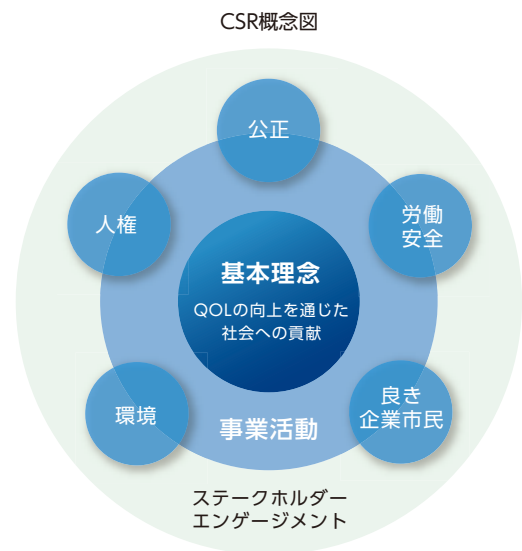 CSR概念図
公正
人権
労働
安全
基本理念
QOLの向上を通じた
社会への貢献
環境
良き
企業市民
事業活動
ステークホルダー
エンゲージメント